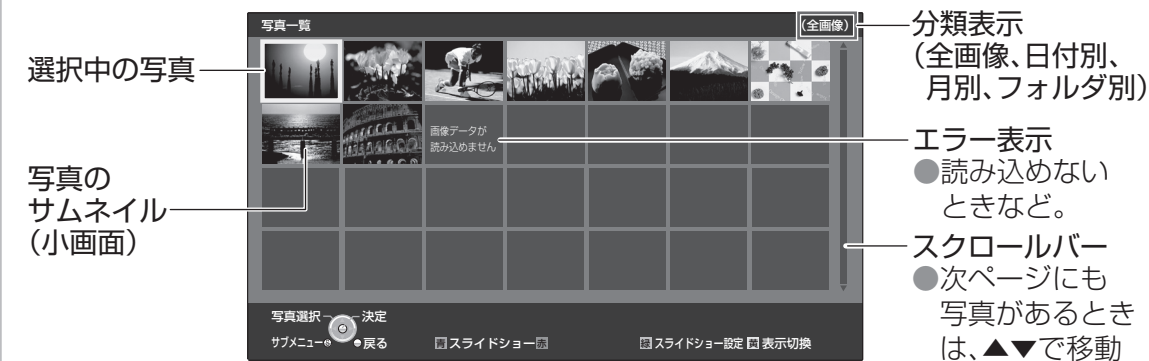 写真一覧
(全画像)
選択中の写真
写真の
サムネイル
(小画面)
画像データが
読み込めません
分類表示
(全画像、日付別、
月別、フォルダ別)
エラー表示
●読み込めない
ときなど。
スクロールバー
●次ページにも
写真があるとき
は、▲▼で移動
写真選択 決定
サブメニュー 戻る
青 スライドショー 赤
緑 スライドショー設定 黄 表示切換